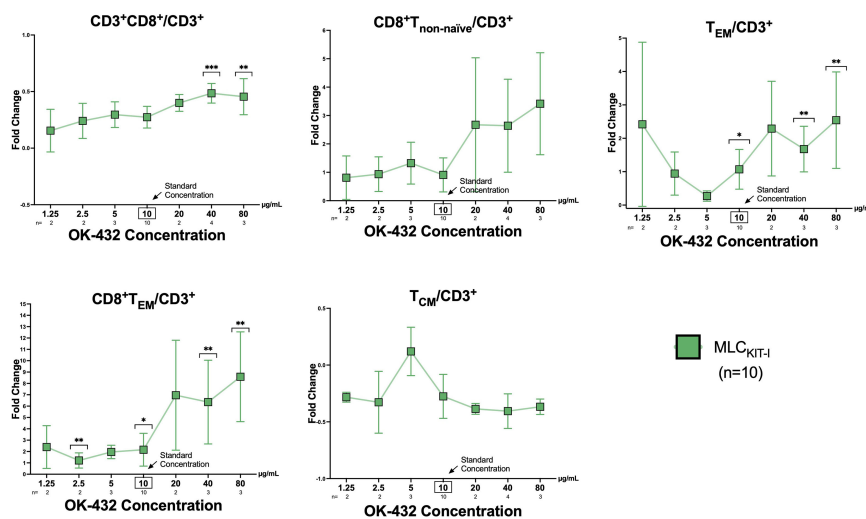 CD3⁺CD8⁺/CD3⁺
1.0
0.5
0.0
-0.5
Fold Change
*** **
Standard
Concentration
µg/mL
1.25 2.5 5 10 20 40 80
n= 2 2 3 10 2 4 3
OK-432 Concentration
CD8⁺Tnon-naïve/CD3⁺
6
5
4
3
2
1
0
Fold Change
Standard
Concentration
µg/mL
1.25 2.5 5 10 20 40 80
n= 2 2 3 10 2 4 3
OK-432 Concentration
TEM/CD3⁺
5
4
3
2
1
0
Fold Change
* ** **
Standard
Concentration
µg/mL
1.25 2.5 5 10 20 40 80
n= 2 2 3 10 2 3 3
OK-432 Concentration
CD8⁺TEM/CD3⁺
15
14
13
12
11
10
9
8
7
6
5
4
3
2
1
0
Fold Change
** * ** **
Standard
Concentration
µg/mL
1.25 2.5 5 10 20 40 80
n= 2 2 3 10 2 3 3
OK-432 Concentration
TCM/CD3⁺
0.5
0.0
-0.5
-1.0
Fold Change
Standard
Concentration
µg/mL
1.25 2.5 5 10 20 40 80
n= 2 2 3 10 2 4 3
OK-432 Concentration
MLCKIT-I
(n=10)